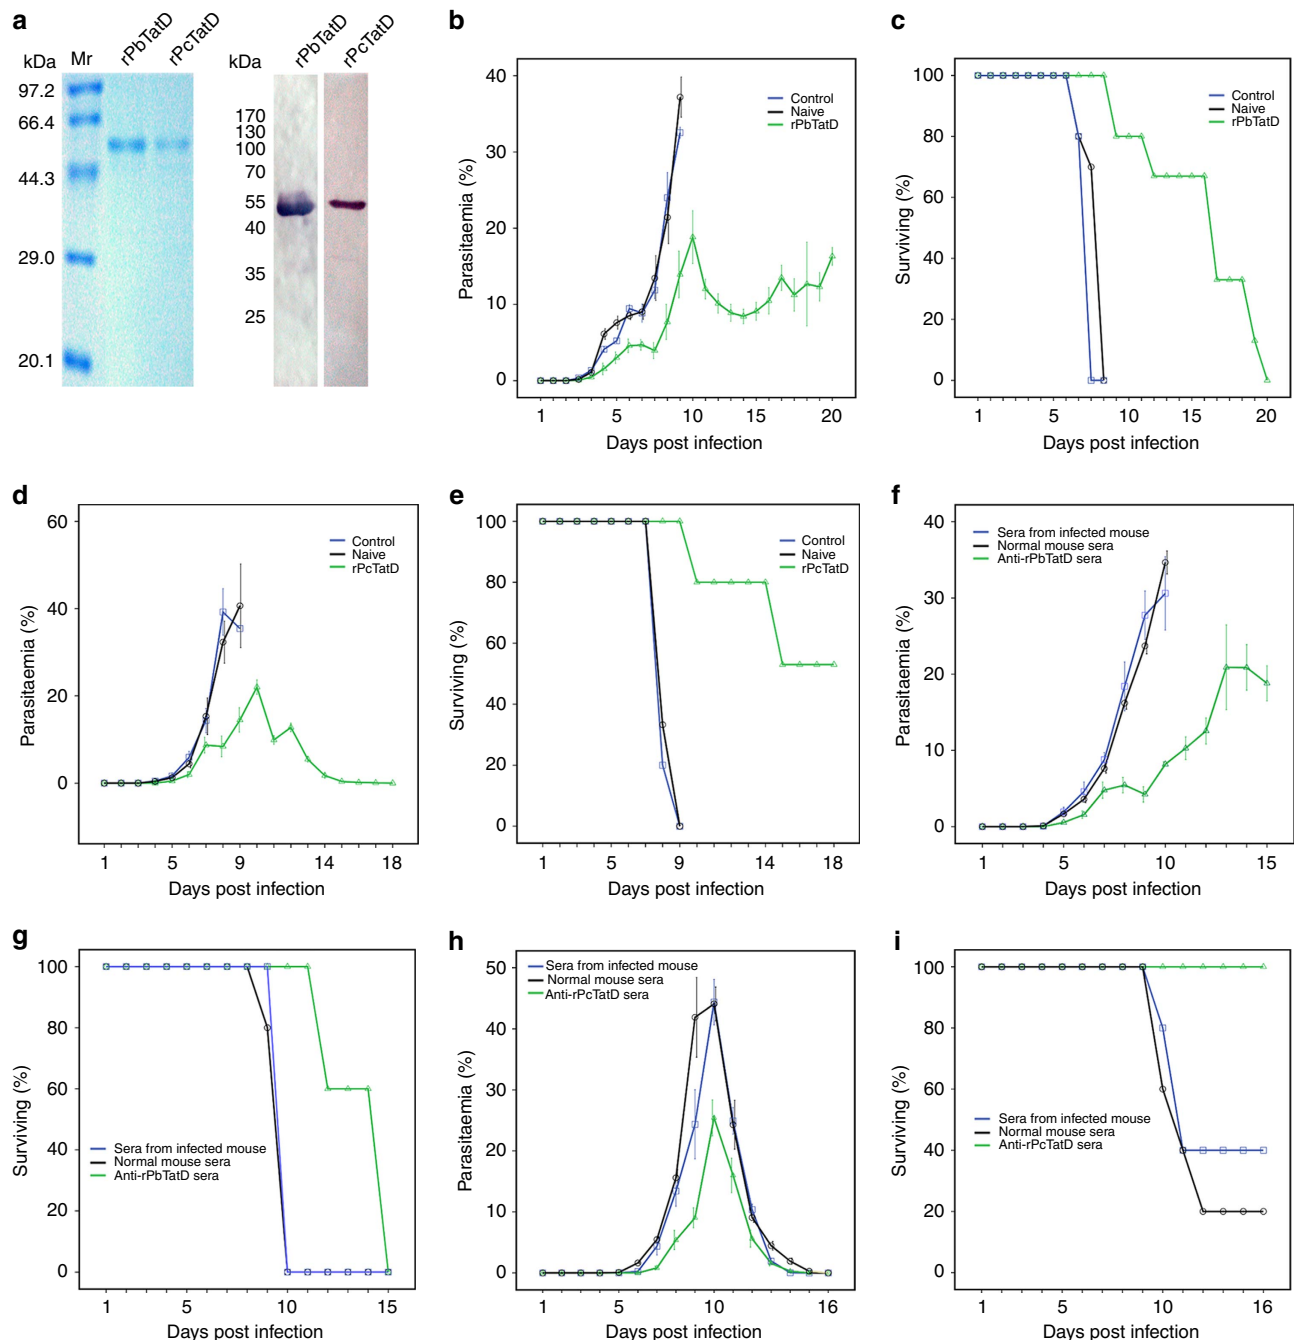 a
rPbTatD
rPcTatD
kDa
Mr
97.2
66.4
44.3
29.0
20.1
rPbTatD
rPcTatD
kDa
170
130
100
70
55
40
35
25
b
Parasitaemia (%)
40
30
20
10
0
Control
Naive
rPbTatD
1 5 10 15 20
Days post infection
c
Surviving (%)
100
80
60
40
20
0
Control
Naive
rPbTatD
1 5 10 15 20
Days post infection
d
Parasitaemia (%)
60
40
20
0
Control
Naive
rPcTatD
1 5 9 14 18
Days post infection
e
Surviving (%)
100
80
60
40
20
0
Control
Naive
rPcTatD
1 5 9 14 18
Days post infection
f
Parasitaemia (%)
40
30
20
10
0
Sera from infected mouse
Normal mouse sera
Anti-rPbTatD sera
1 5 10 15
Days post infection
g
Surviving (%)
100
80
60
40
20
0
Sera from infected mouse
Normal mouse sera
Anti-rPbTatD sera
1 5 10 15
Days post infection
h
Parasitaemia (%)
50
40
30
20
10
0
Sera from infected mouse
Normal mouse sera
Anti-rPcTatD sera
1 5 10 16
Days post infection
i
Surviving (%)
100
80
60
40
20
0
Sera from infected mouse
Normal mouse sera
Anti-rPcTatD sera
1 5 10 16
Days post infection